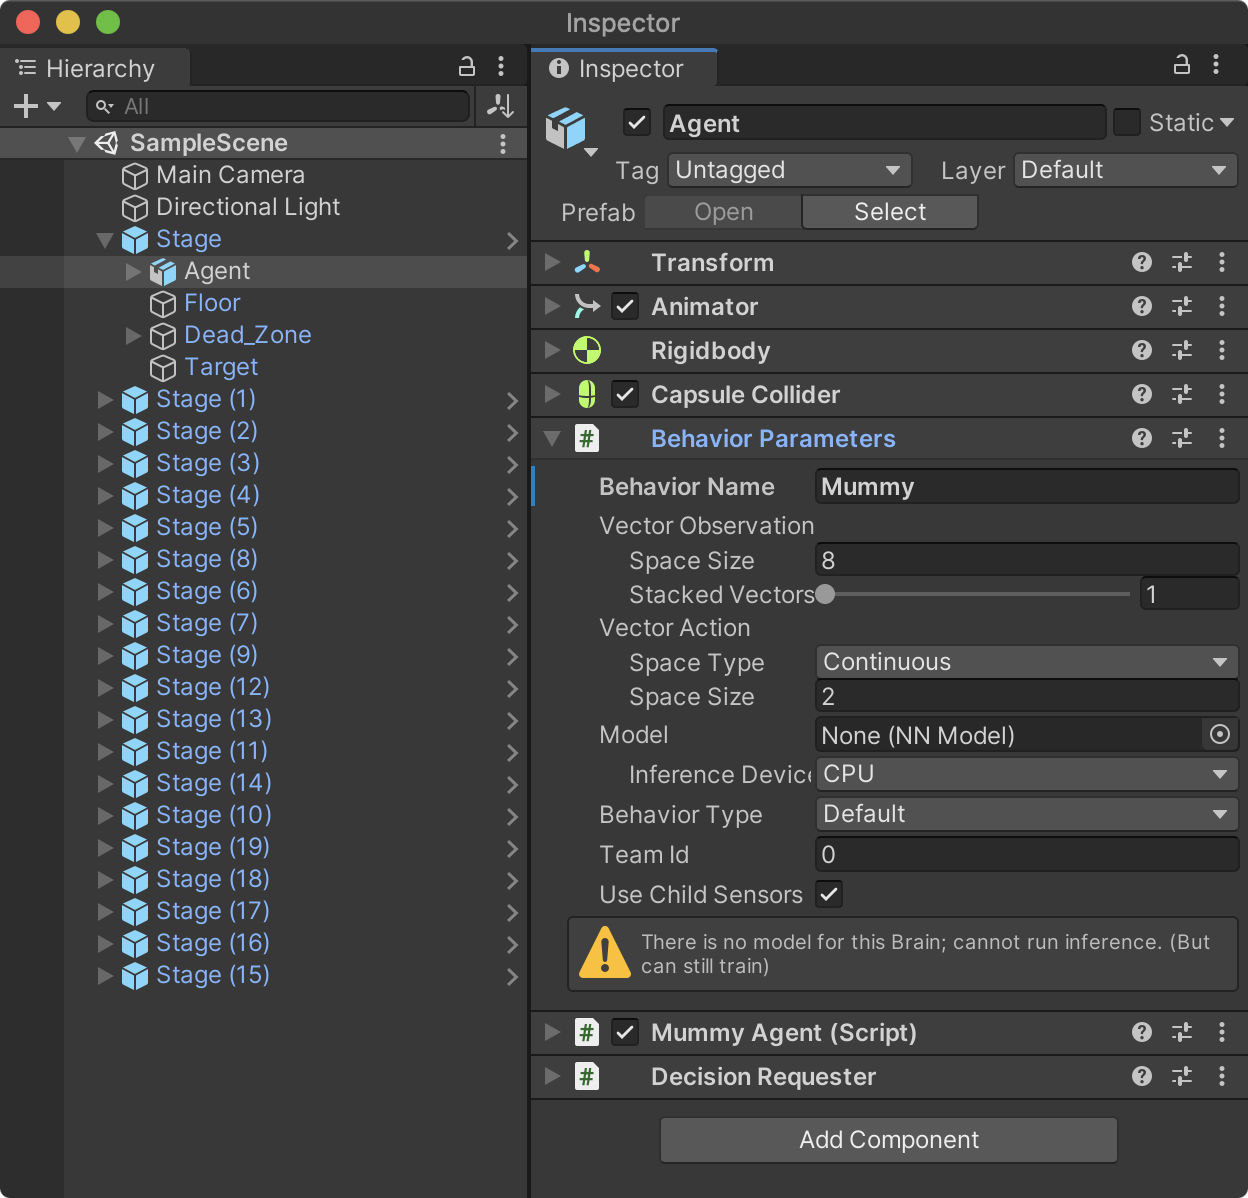 Inspector
Hierarchy
All
SampleScene
Main Camera
Directional Light
Stage
Agent
Floor
Dead_Zone
Target
Stage (1)
Stage (2)
Stage (3)
Stage (4)
Stage (5)
Stage (8)
Stage (6)
Stage (7)
Stage (9)
Stage (12)
Stage (13)
Stage (11)
Stage (14)
Stage (10)
Stage (19)
Stage (18)
Stage (17)
Stage (16)
Stage (15)
Inspector
Agent Static
Tag Untagged Layer Default
Prefab Open Select
Transform
Animator
Rigidbody
Capsule Collider
# Behavior Parameters
Behavior Name Mummy
Vector Observation
Space Size 8
Stacked Vectors 1
Vector Action
Space Type Continuous
Space Size 2
Model None (NN Model)
Inference Devic CPU
Behavior Type Default
Team Id 0
Use Child Sensors
There is no model for this Brain; cannot run inference. (But
can still train)
# Mummy Agent (Script)
# Decision Requester
Add Component